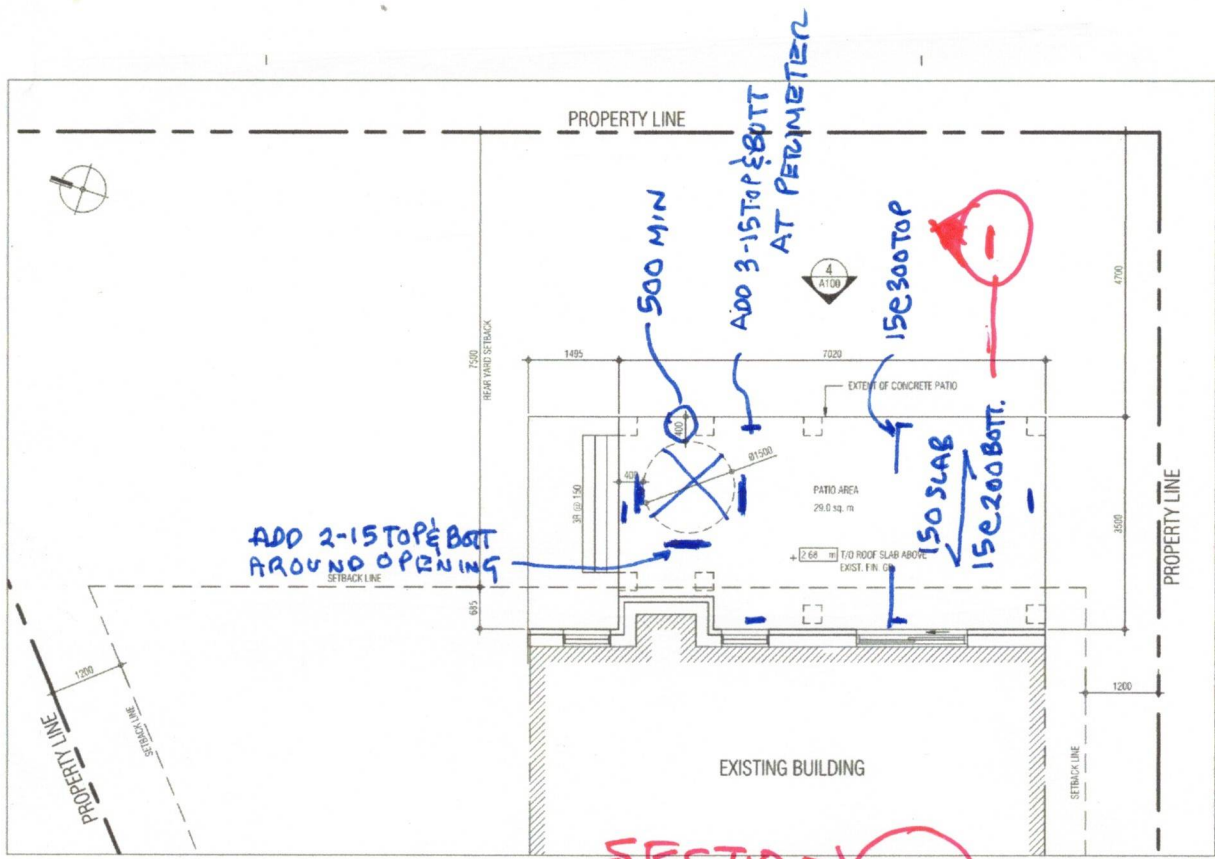 PROPERTY LINE
ADD 3-15 TOP & BOTT
AT PERIMETER
500 MIN
15@300 TOP
4
A100
4700
7500
REAR YARD SETBACK
1495
7020
EXTENT OF CONCRETE PATIO
400
400
Ø1500
3R @ 150
PATIO AREA
29.0 sq. m
150 SLAB
15@200 BOTT.
3500
PROPERTY LINE
ADD 2-15 TOP & BOTT
AROUND OPENING
2.68 m T/O ROOF SLAB ABOVE
EXIST. FIN.
SETBACK LINE
685
1200
SETBACK LINE
PROPERTY LINE
1200
SETBACK LINE
EXISTING BUILDING
SECTION